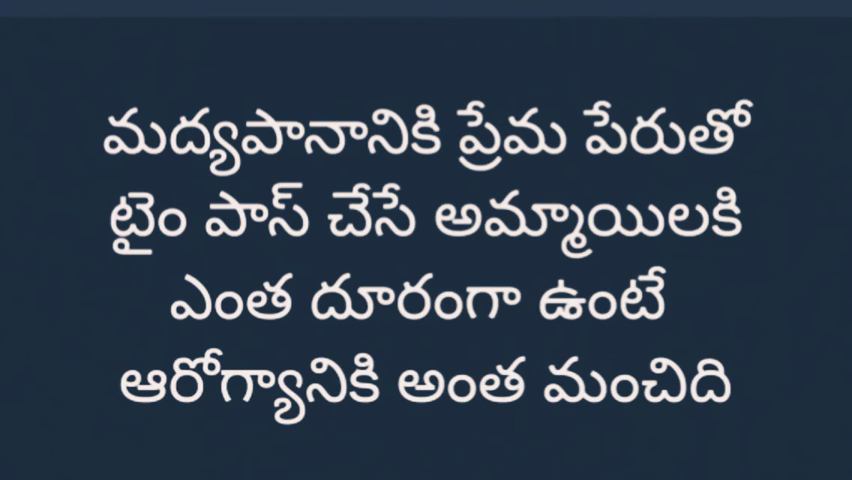 మద్యపానానికి ప్రేమ పేరుతో
టైం పాస్ చేసే అమ్మాయిలకి
ఎంత దూరంగా ఉంటే
ఆరోగ్యానికి అంత మంచిది